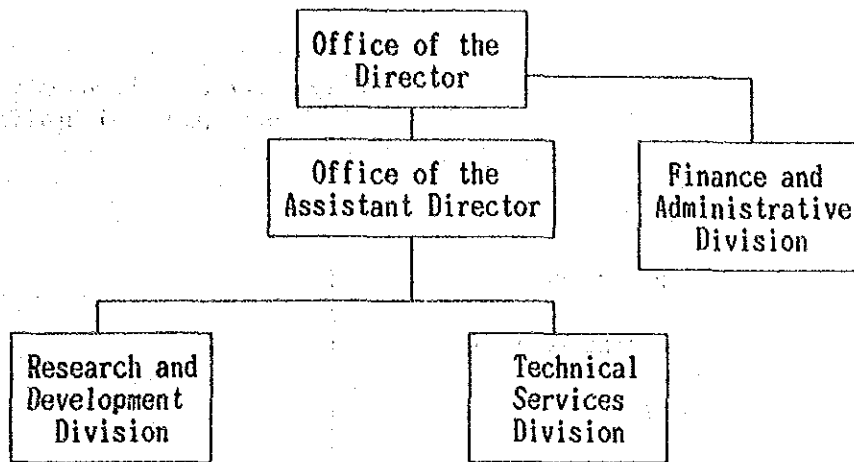 Office of the
Director
Office of the
Assistant Director
Finance and
Administrative
Division
Research and
Development
Division
Technical
Services
Division